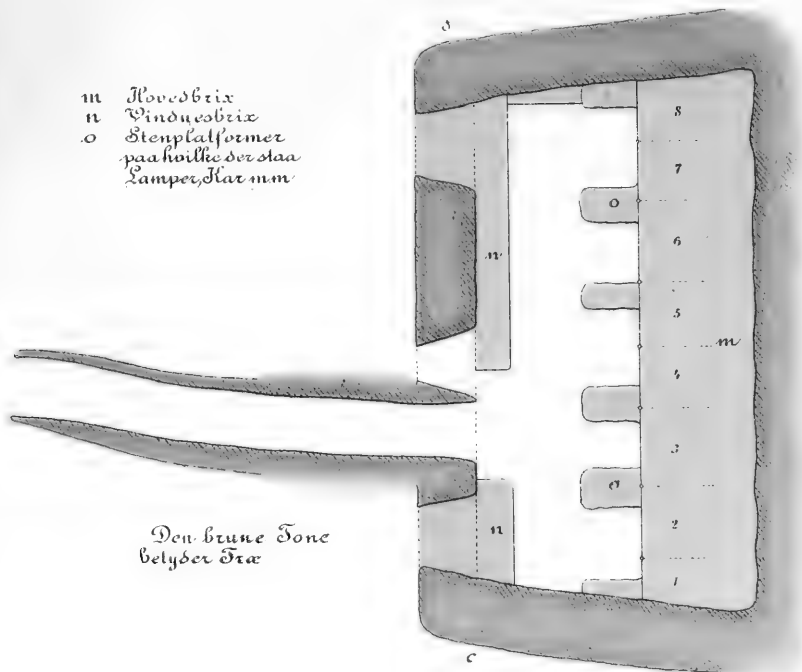 d
m Hovedbrix
n Vinduesbrix
o Stenplatformer
paa hvilke der staa
Lamper, Kar m m
8
7
o
6
n
5
m
4
3
o
2
n
1
Den brune Tone
betyder Træ
c